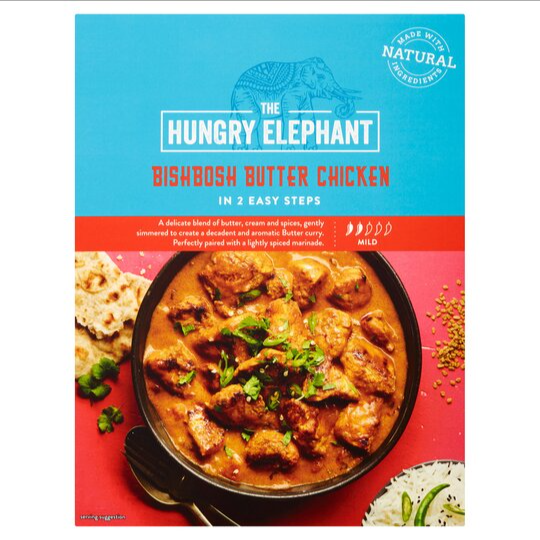 MADE WITH
NATURAL
INGREDIENTS
THE
HUNGRY ELEPHANT
BISHBOSH BUTTER CHICKEN
IN 2 EASY STEPS
A delicate blend of butter, cream and spices, gently
simmered to create a decadent and aromatic Butter curry.
Perfectly paired with a lightly spiced marinade.
MILD
serving suggestion